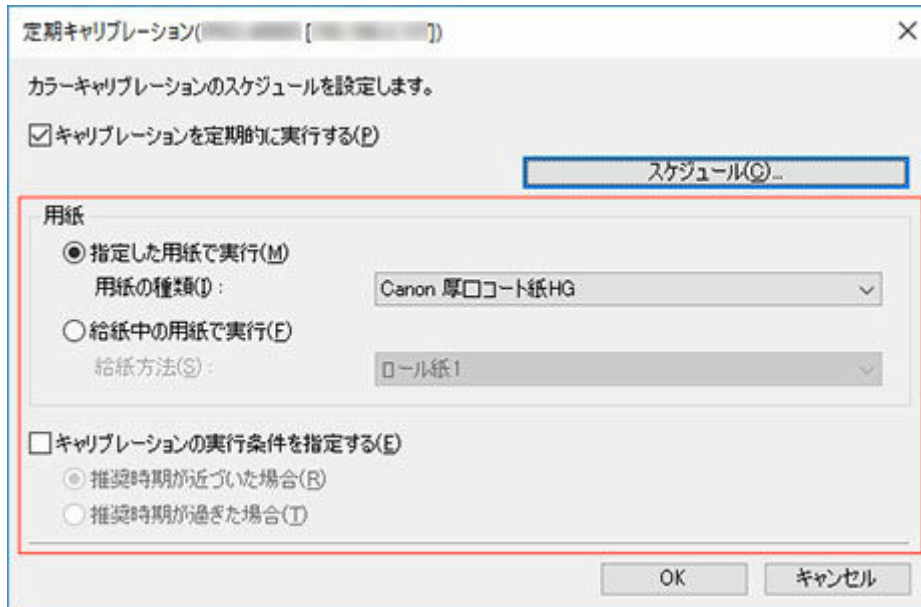 定期キャリブレーション( [ ])
カラーキャリブレーションのスケジュールを設定します。
キャリブレーションを定期的に実行する(P)
スケジュール(C)...
用紙
指定した用紙で実行(M)
用紙の種類(I) : Canon 厚口コート紙HG
給紙中の用紙で実行(F)
給紙方法(S) : ロール紙1
キャリブレーションの実行条件を指定する(E)
推奨時期が近づいた場合(R)
推奨時期が過ぎた場合(T)
OK キャンセル